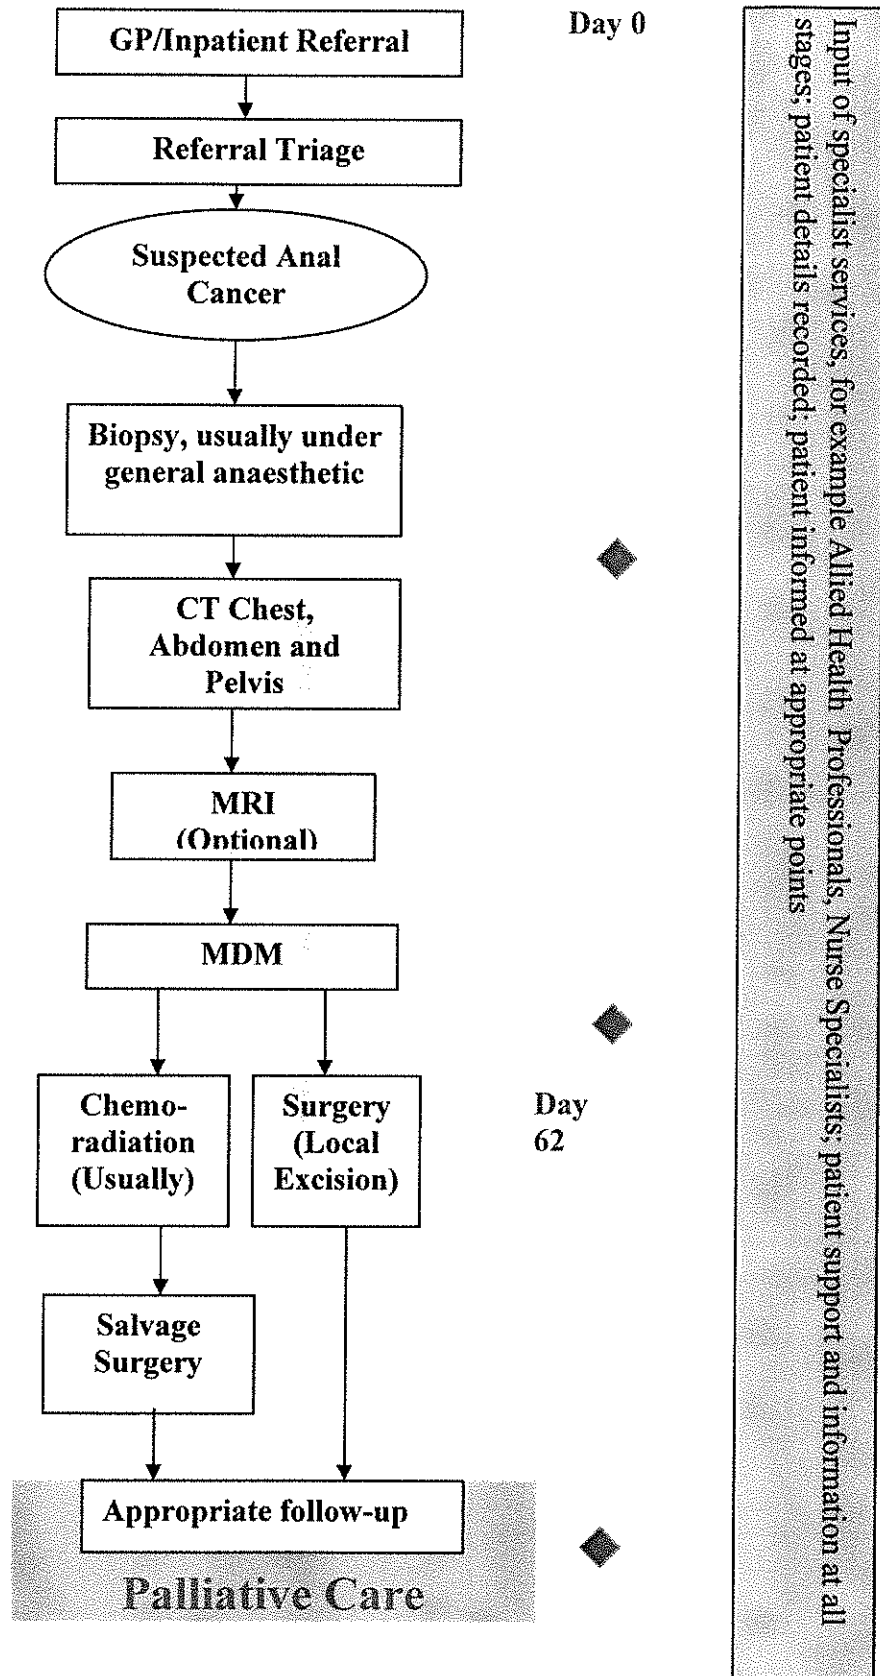 GP/Inpatient Referral
Day 0
Referral Triage
Suspected Anal
Cancer
Biopsy, usually under
general anaesthetic
CT Chest,
Abdomen and
Pelvis
MRI
(Optional)
MDM
Chemo-
radiation
(Usually)
Surgery
(Local
Excision)
Day
62
Salvage
Surgery
Appropriate follow-up
Palliative Care
Input of specialist services, for example Allied Health Professionals, Nurse Specialists; patient support and information at all
stages; patient details recorded; patient informed at appropriate points